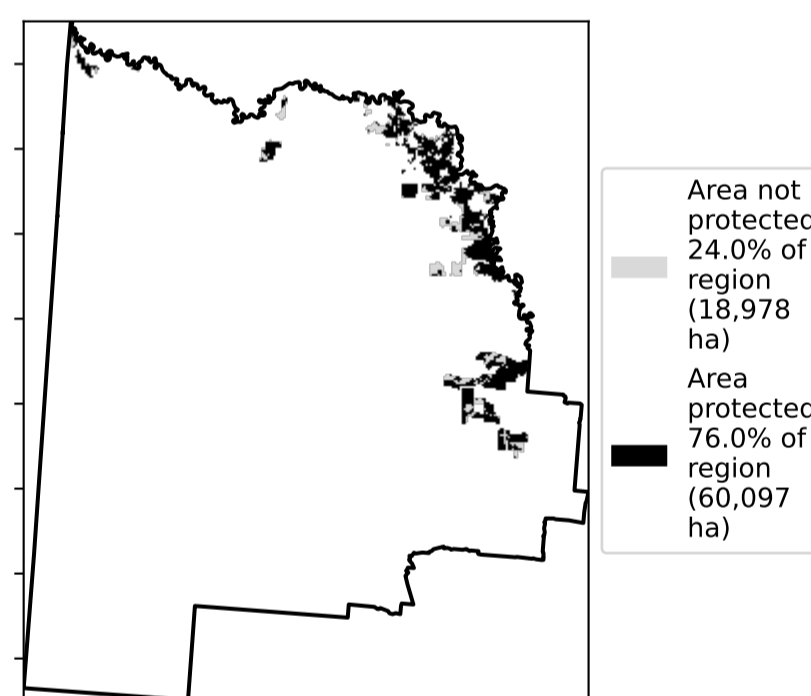 Area not
protected
24.0% of
region
(18,978
ha)
Area
protected
76.0% of
region
(60,097
ha)